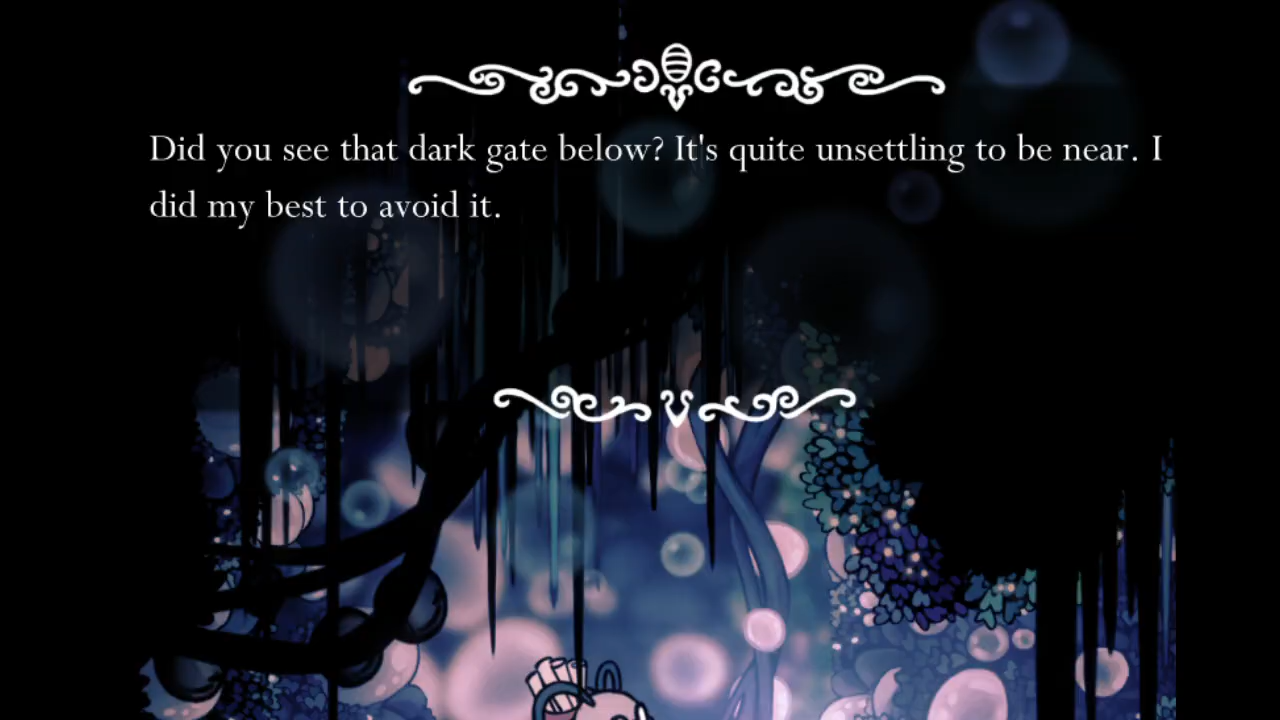 Did you see that dark gate below? It's quite unsettling to be near. I
did my best to avoid it.